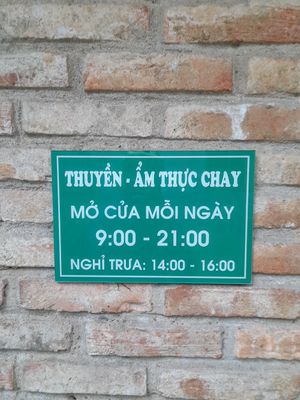 THUYỀN - ẨM THỰC CHAY
MỞ CỬA MỖI NGÀY
9:00 - 21:00
NGHỈ TRƯA: 14:00 - 16:00